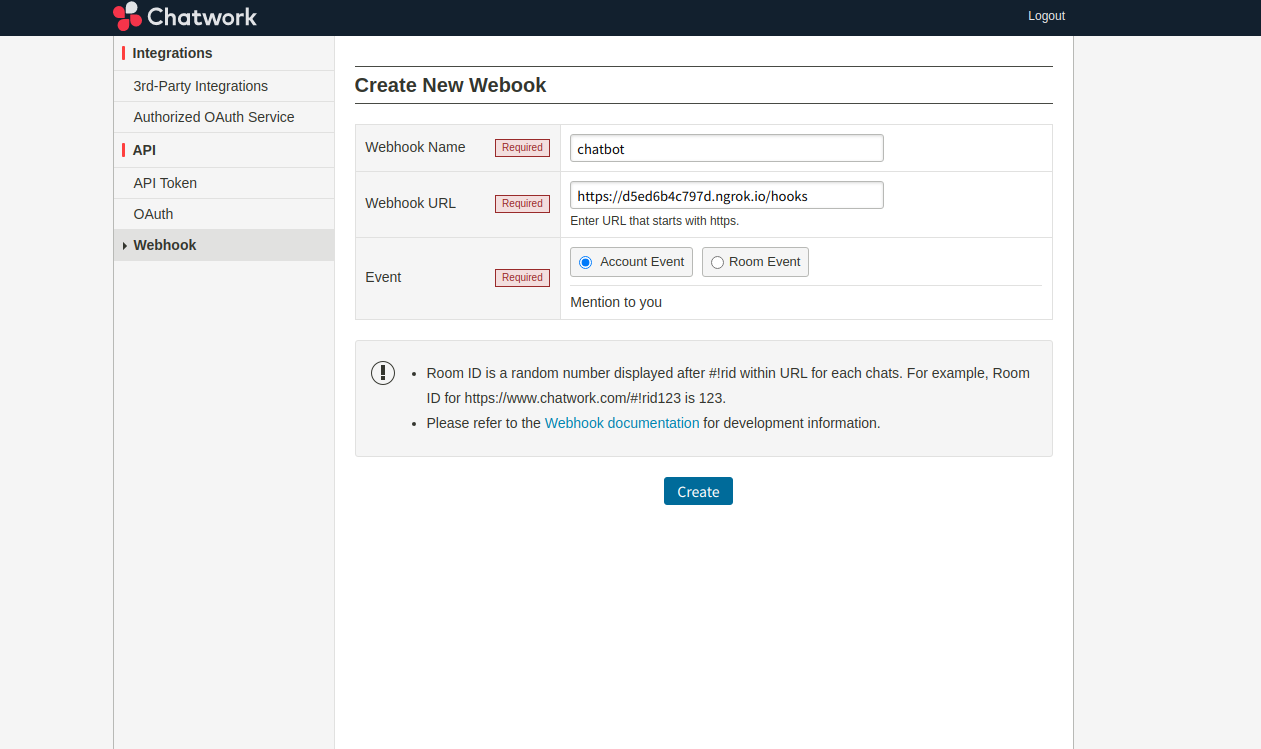 Chatwork
Logout
Integrations
3rd-Party Integrations
Authorized OAuth Service
API
API Token
OAuth
Webhook
Create New Webook
Webhook Name Required chatbot
Webhook URL Required https://d5ed6b4c797d.ngrok.io/hooks
Enter URL that starts with https.
Event Required Account Event Room Event
Mention to you
Room ID is a random number displayed after #!rid within URL for each chats. For example, Room
ID for https://www.chatwork.com/#!rid123 is 123.
Please refer to the Webhook documentation for development information.
Create